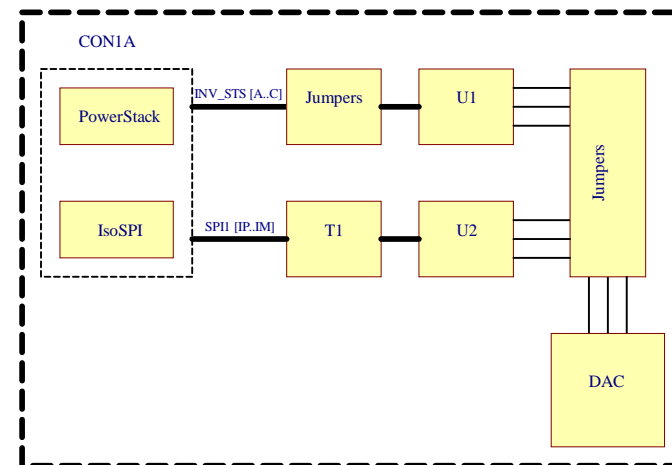 CON1A
PowerStack
INV_STS [A..C]
Jumpers
U1
Jumpers
IsoSPI
SPI1 [IP..IM]
T1
U2
DAC